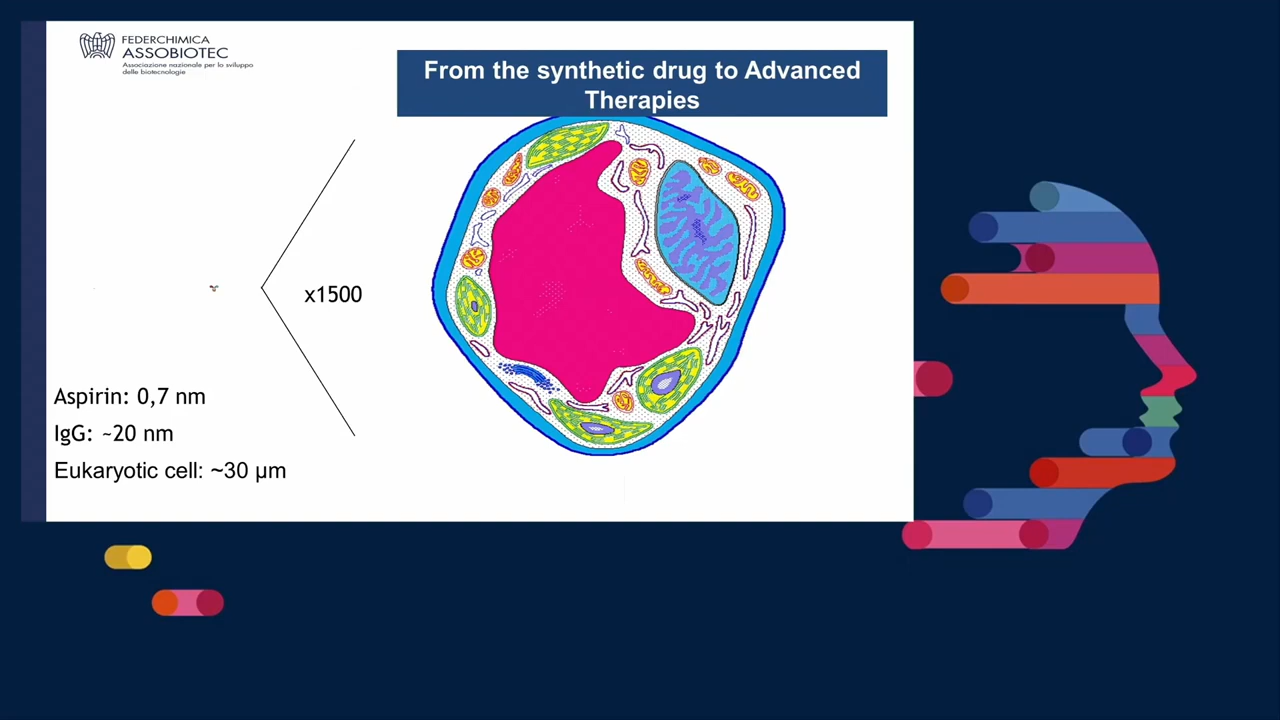 FEDERCHIMICA
ASSOBIOTEC
Associazione nazionale per lo sviluppo
delle biotecnologie
From the synthetic drug to Advanced
Therapies
x1500
Aspirin: 0,7 nm
IgG: ~20 nm
Eukaryotic cell: ~30 µm